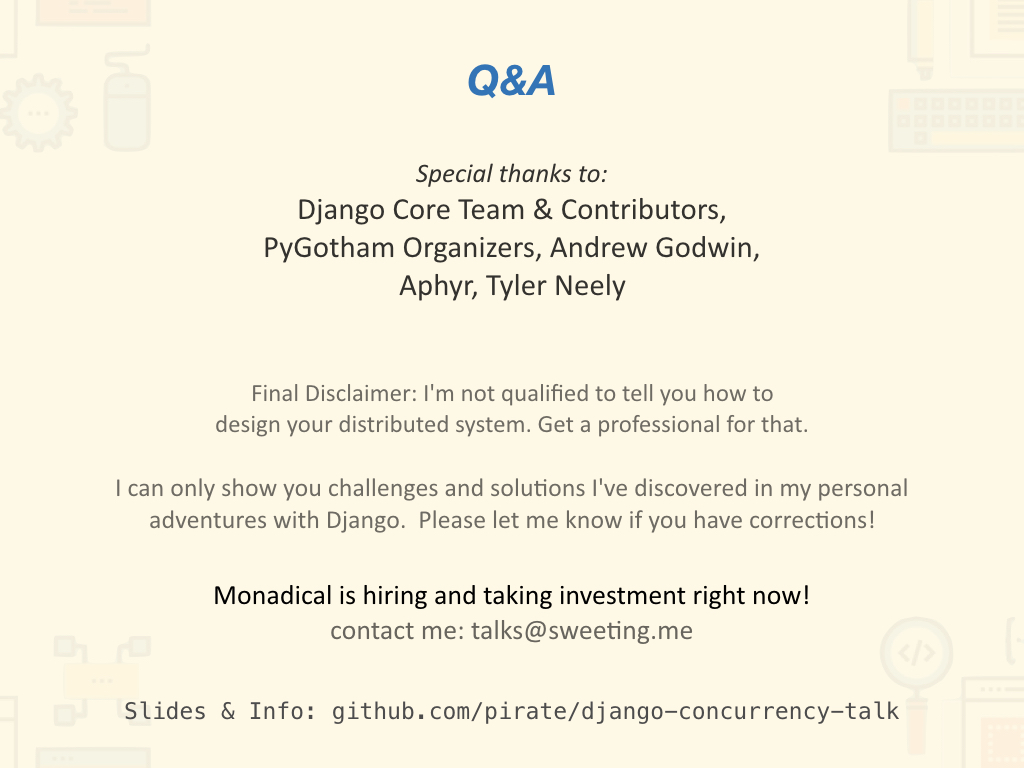 Q&A
Special thanks to:
Django Core Team & Contributors,
PyGotham Organizers, Andrew Godwin,
Aphyr, Tyler Neely
Final Disclaimer: I'm not qualified to tell you how to
design your distributed system. Get a professional for that.
I can only show you challenges and solutions I've discovered in my personal
adventures with Django.  Please let me know if you have corrections!
Monadical is hiring and taking investment right now!
contact me: talks@sweeting.me
Slides & Info: github.com/pirate/django-concurrency-talk